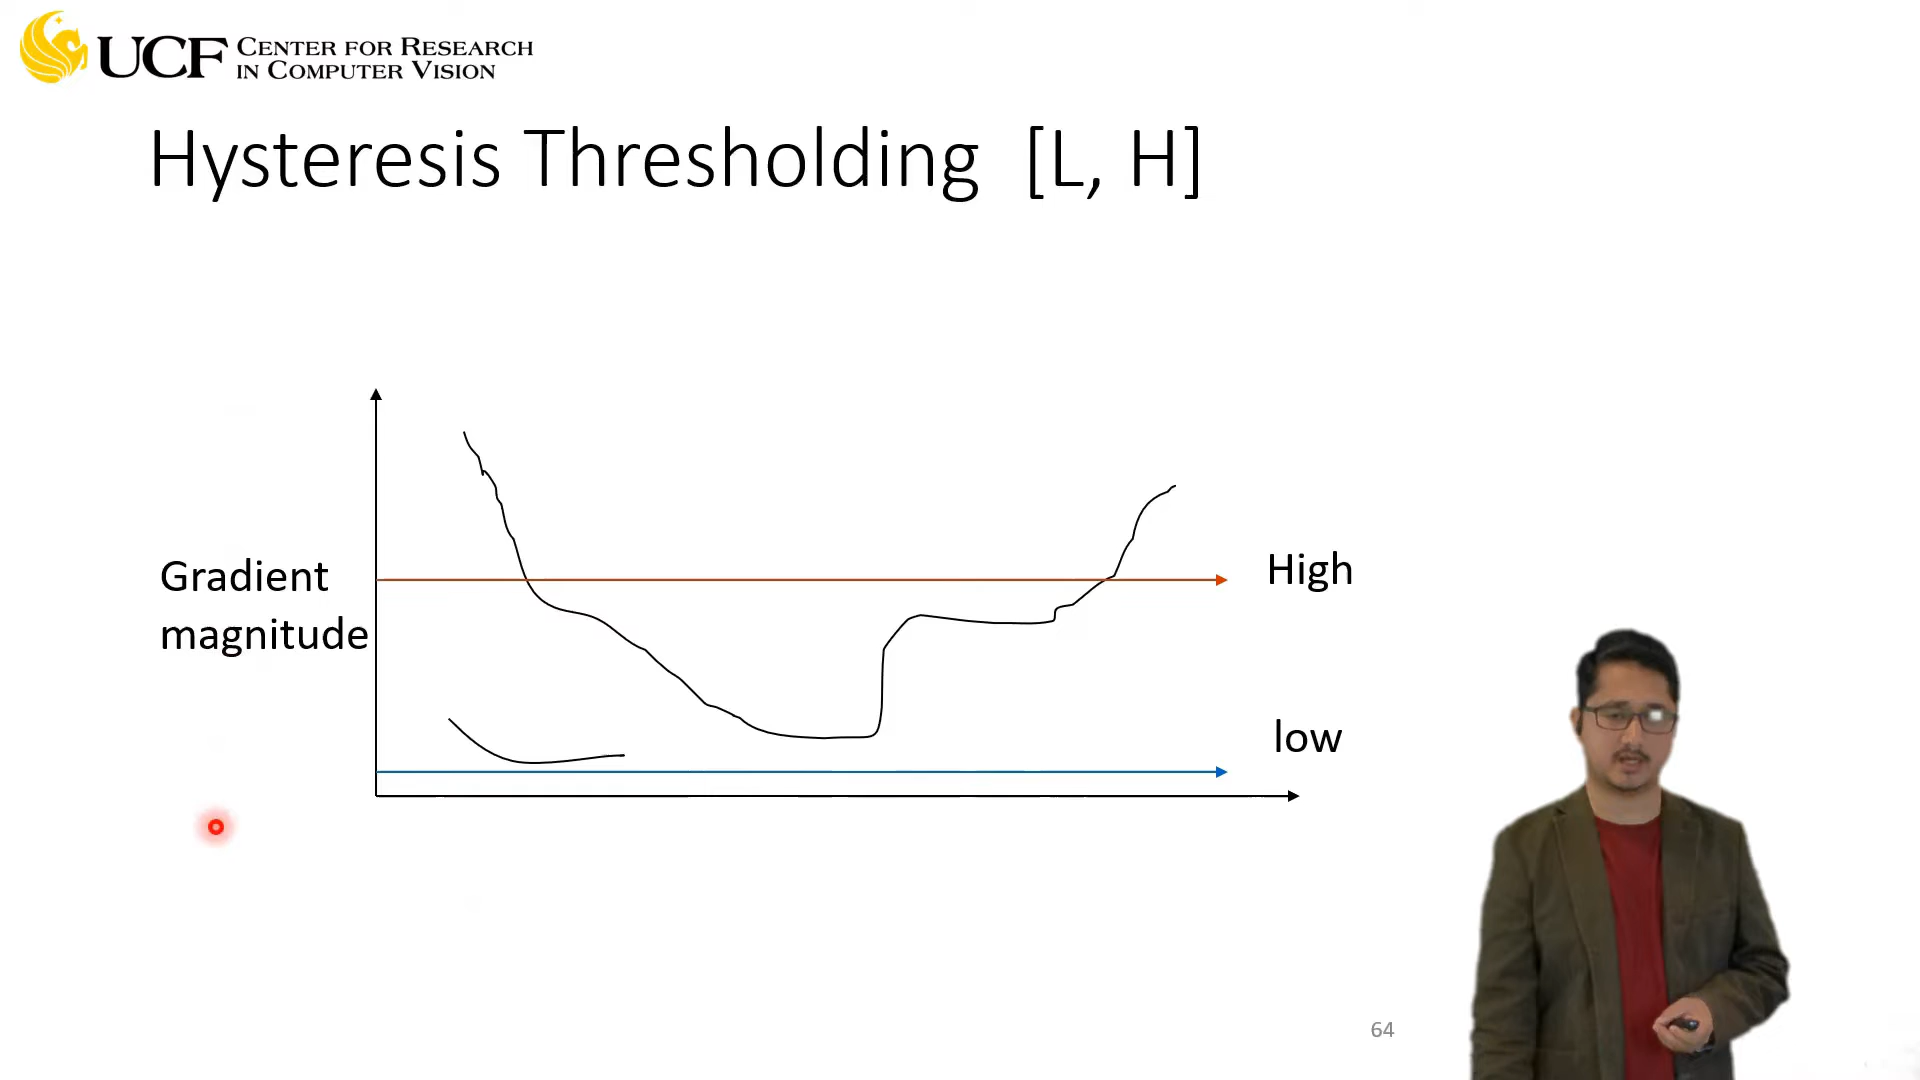 UCF CENTER FOR RESEARCH
IN COMPUTER VISION
Hysteresis Thresholding [L, H]
Gradient
magnitude
High
low
64